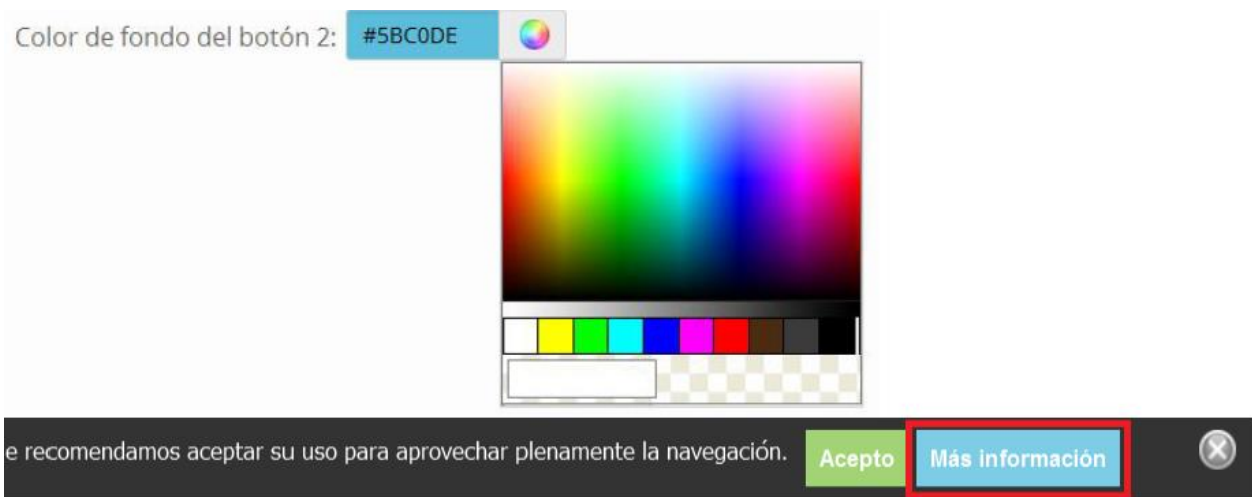 Color de fondo del botón 2: #5BC0DE
e recomendamos aceptar su uso para aprovechar plenamente la navegación. Acepto Más información